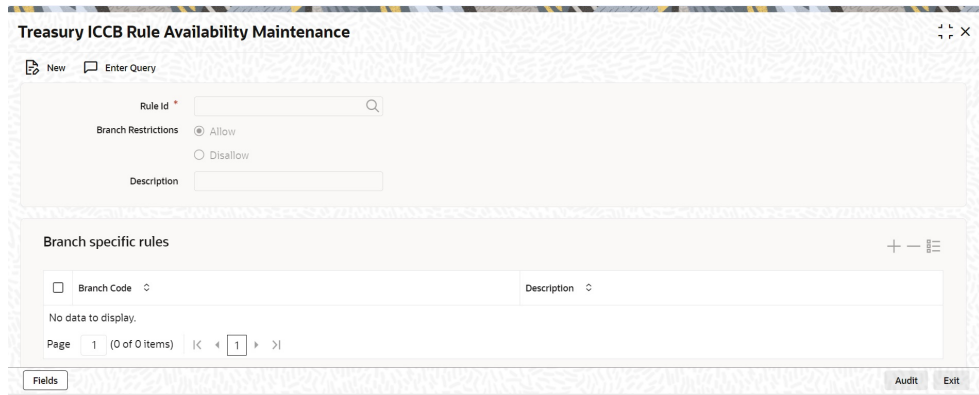 Treasury ICCB Rule Availability Maintenance
New Enter Query
Rule Id *
Branch Restrictions Allow
Disallow
Description
Branch specific rules
Branch Code Description
No data to display.
Page 1 (0 of 0 items) 1
Fields Audit Exit